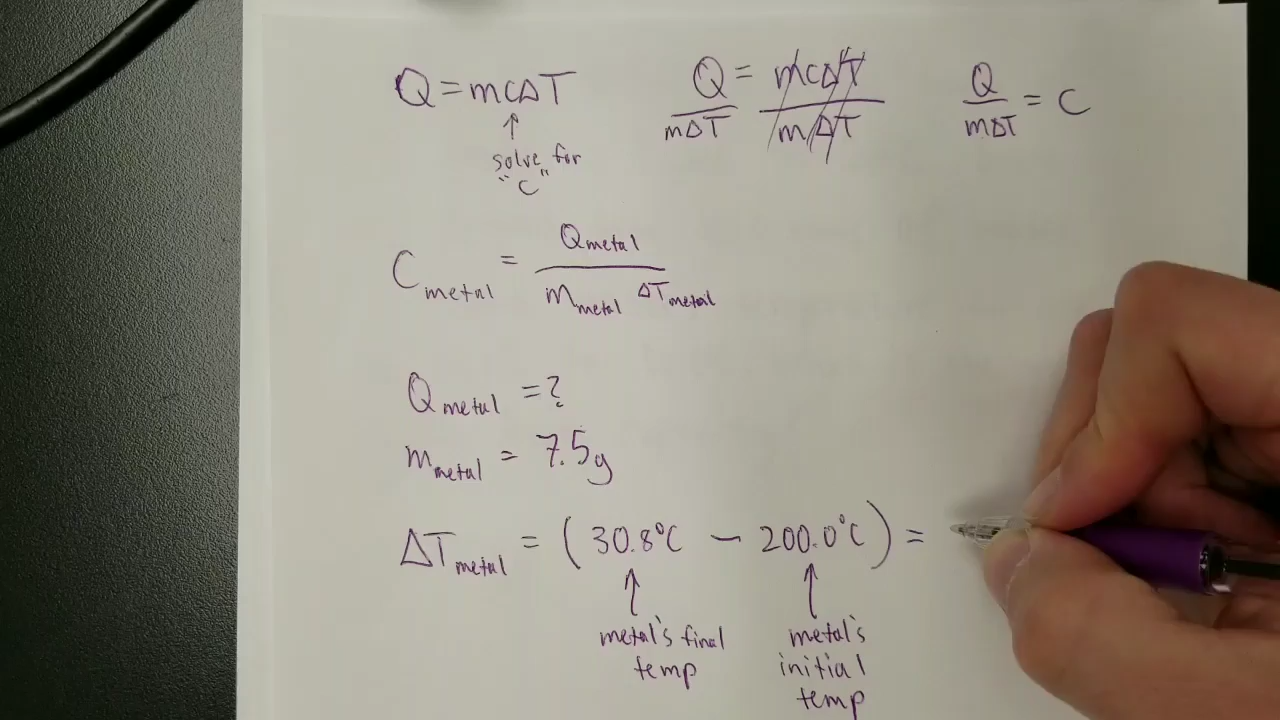 Q = mcΔT
↑
solve for
"C"
Q = mcΔT
mΔT mΔT
Q = C
mΔT
C metal = Q metal
m metal ΔT metal
Q metal = ?
m metal = 7.5g
ΔT metal = (30.8°C − 200.0°C) =
↑ ↑
metal's final
temp
metal's
initial
temp